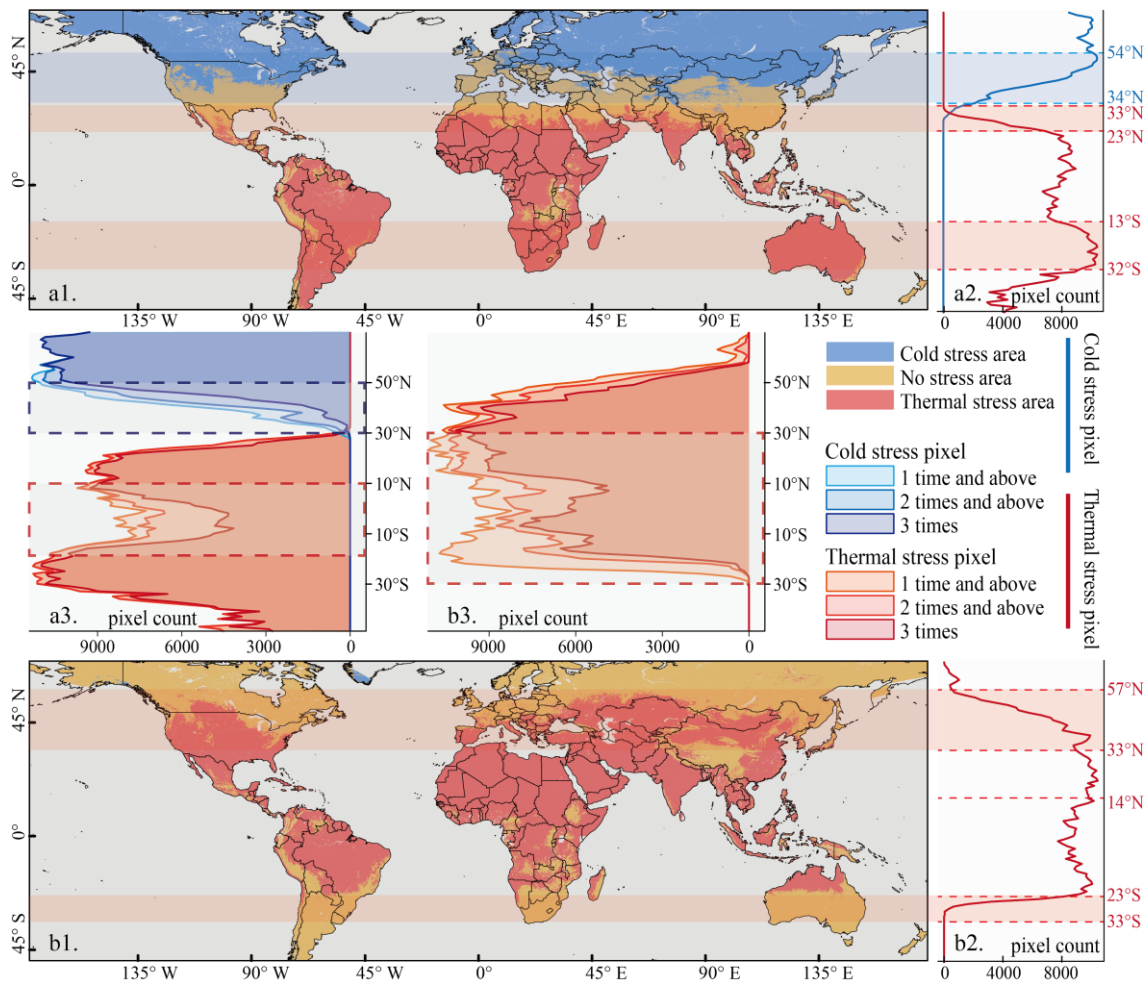 45° N
0°
45° S
a1.
135° W
90° W
45° W
0°
45° E
90° E
135° E
54°N
34°N
33°N
23°N
13°S
32°S
a2.
pixel count
0
4000
8000
50°N
30°N
10°N
10°S
30°S
a3.
pixel count
9000
6000
3000
0
50°N
30°N
10°N
10°S
30°S
b3.
pixel count
9000
6000
3000
0
Cold stress area
No stress area
Thermal stress area
Cold stress pixel
1 time and above
2 times and above
3 times
Thermal stress pixel
1 time and above
2 times and above
3 times
Cold stress pixel
Thermal stress pixel
45° N
0°
45° S
b1.
135° W
90° W
45° W
0°
45° E
90° E
135° E
57°N
33°N
14°N
23°S
33°S
b2.
pixel count
0
4000
8000